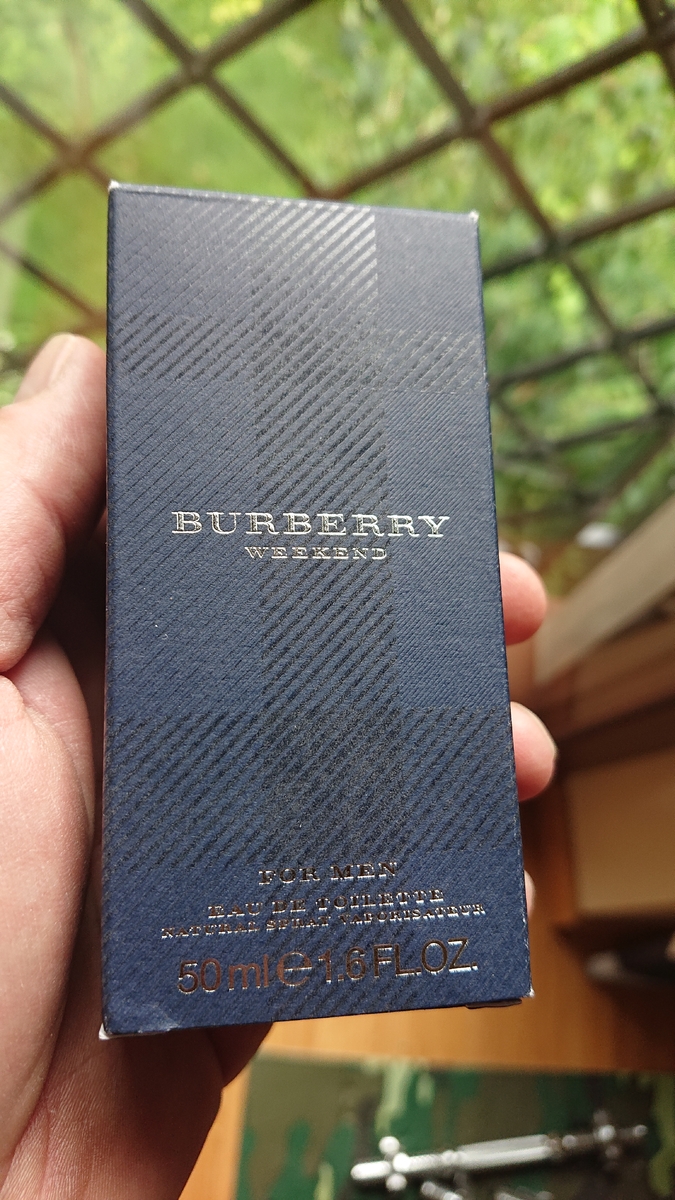 BURBERRY
WEEKEND
FOR MEN
EAU DE TOILETTE
NATURAL SPRAY VAPORISATEUR
50 ml ℮ 1.6 FL.OZ.